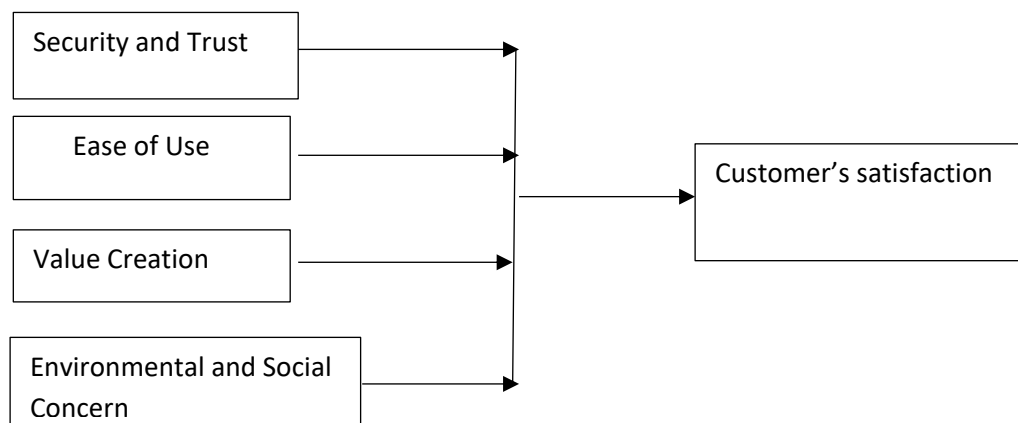 Security and Trust
Ease of Use
Value Creation
Environmental and Social
Concern
Customer’s satisfaction